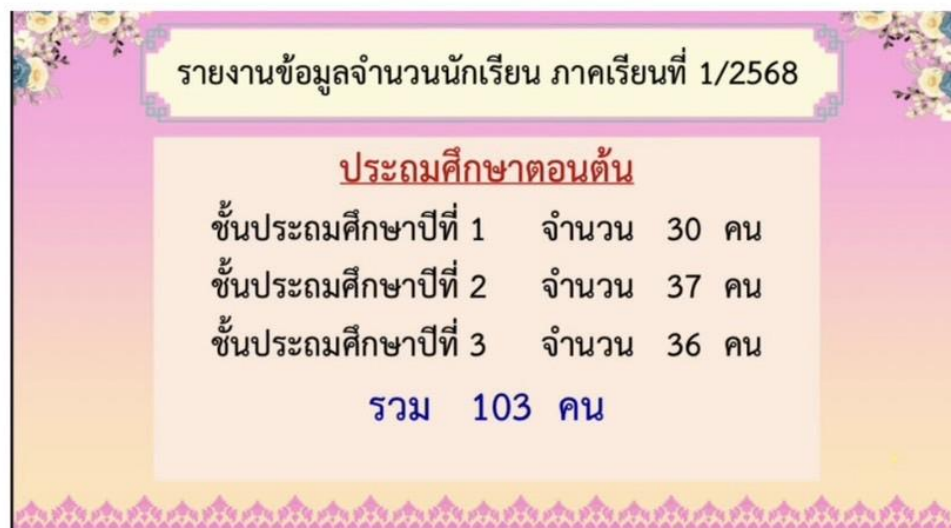 รายงานข้อมูลจำนวนนักเรียน ภาคเรียนที่ 1/2568
ประถมศึกษาตอนต้น
ชั้นประถมศึกษาปีที่ 1 จำนวน 30 คน
ชั้นประถมศึกษาปีที่ 2 จำนวน 37 คน
ชั้นประถมศึกษาปีที่ 3 จำนวน 36 คน
รวม 103 คน